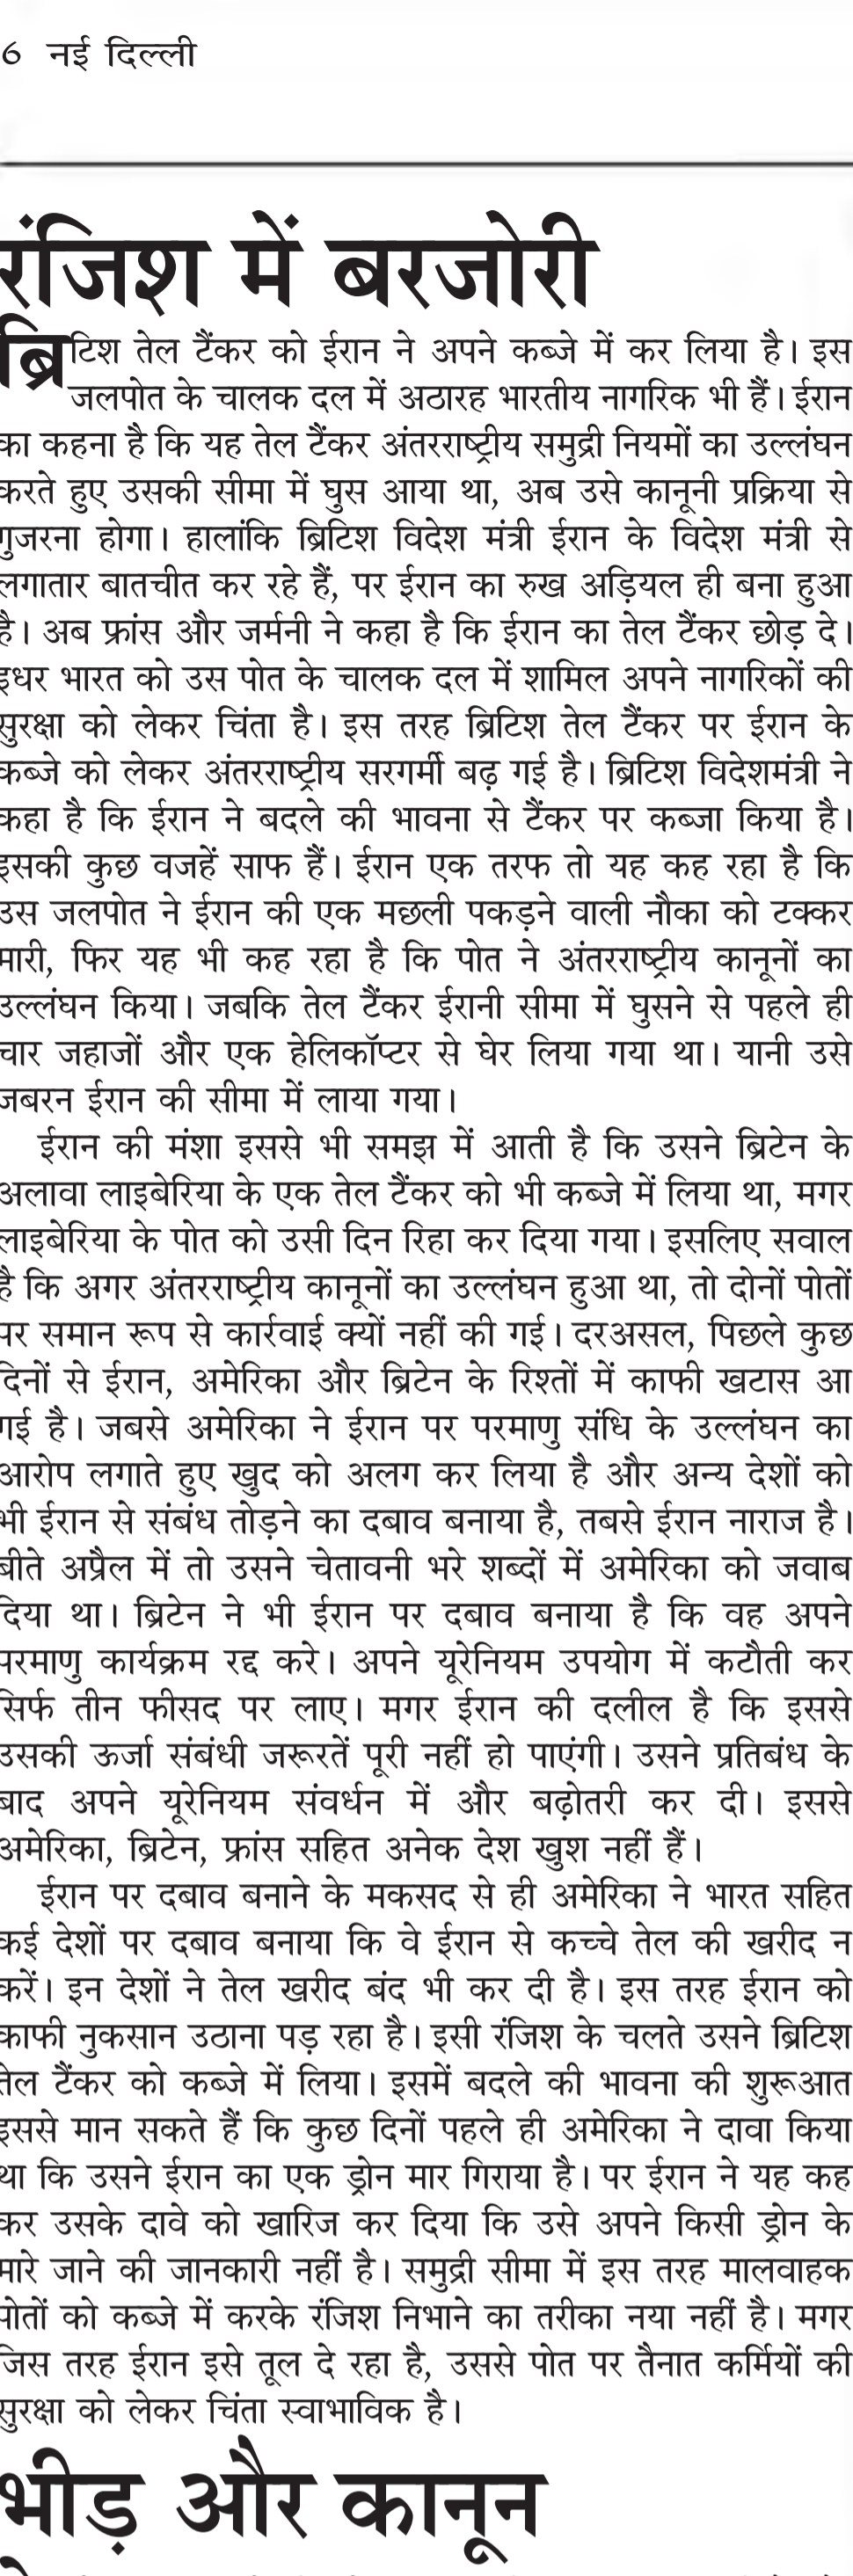 6 नई दिल्ली
रंजिश में बरजोरी
ब्रिटिश तेल टैंकर को ईरान ने अपने कब्जे में कर लिया है। इस
जलपोत के चालक दल में अठारह भारतीय नागरिक भी हैं। ईरान
का कहना है कि यह तेल टैंकर अंतरराष्ट्रीय समुद्री नियमों का उल्लंघन
करते हुए उसकी सीमा में घुस आया था, अब उसे कानूनी प्रक्रिया से
गुजरना होगा। हालांकि ब्रिटिश विदेश मंत्री ईरान के विदेश मंत्री से
लगातार बातचीत कर रहे हैं, पर ईरान का रुख अड़ियल ही बना हुआ
है। अब फ्रांस और जर्मनी ने कहा है कि ईरान का तेल टैंकर छोड़ दे।
इधर भारत को उस पोत के चालक दल में शामिल अपने नागरिकों की
सुरक्षा को लेकर चिंता है। इस तरह ब्रिटिश तेल टैंकर पर ईरान के
कब्जे को लेकर अंतरराष्ट्रीय सरगर्मी बढ़ गई है। ब्रिटिश विदेशमंत्री ने
कहा है कि ईरान ने बदले की भावना से टैंकर पर कब्जा किया है।
इसकी कुछ वजहें साफ हैं। ईरान एक तरफ तो यह कह रहा है कि
उस जलपोत ने ईरान की एक मछली पकड़ने वाली नौका को टक्कर
मारी, फिर यह भी कह रहा है कि पोत ने अंतरराष्ट्रीय कानूनों का
उल्लंघन किया। जबकि तेल टैंकर ईरानी सीमा में घुसने से पहले ही
चार जहाजों और एक हेलिकॉप्टर से घेर लिया गया था। यानी उसे
जबरन ईरान की सीमा में लाया गया।
ईरान की मंशा इससे भी समझ में आती है कि उसने ब्रिटेन के
अलावा लाइबेरिया के एक तेल टैंकर को भी कब्जे में लिया था, मगर
लाइबेरिया के पोत को उसी दिन रिहा कर दिया गया। इसलिए सवाल
है कि अगर अंतरराष्ट्रीय कानूनों का उल्लंघन हुआ था, तो दोनों पोतों
पर समान रूप से कार्रवाई क्यों नहीं की गई। दरअसल, पिछले कुछ
दिनों से ईरान, अमेरिका और ब्रिटेन के रिश्तों में काफी खटास आ
गई है। जबसे अमेरिका ने ईरान पर परमाणु संधि के उल्लंघन का
आरोप लगाते हुए खुद को अलग कर लिया है और अन्य देशों को
भी ईरान से संबंध तोड़ने का दबाव बनाया है, तबसे ईरान नाराज है।
बीते अप्रैल में तो उसने चेतावनी भरे शब्दों में अमेरिका को जवाब
दिया था। ब्रिटेन ने भी ईरान पर दबाव बनाया है कि वह अपने
परमाणु कार्यक्रम रद्द करे। अपने यूरेनियम उपयोग में कटौती कर
सिर्फ तीन फीसद पर लाए। मगर ईरान की दलील है कि इससे
उसकी ऊर्जा संबंधी जरूरतें पूरी नहीं हो पाएंगी। उसने प्रतिबंध के
बाद अपने यूरेनियम संवर्धन में और बढ़ोतरी कर दी। इससे
अमेरिका, ब्रिटेन, फ्रांस सहित अनेक देश खुश नहीं हैं।
ईरान पर दबाव बनाने के मकसद से ही अमेरिका ने भारत सहित
कई देशों पर दबाव बनाया कि वे ईरान से कच्चे तेल की खरीद न
करें। इन देशों ने तेल खरीद बंद भी कर दी है। इस तरह ईरान को
काफी नुकसान उठाना पड़ रहा है। इसी रंजिश के चलते उसने ब्रिटिश
तेल टैंकर को कब्जे में लिया। इसमें बदले की भावना की शुरूआत
इससे मान सकते हैं कि कुछ दिनों पहले ही अमेरिका ने दावा किया
था कि उसने ईरान का एक ड्रोन मार गिराया है। पर ईरान ने यह कह
कर उसके दावे को खारिज कर दिया कि उसे अपने किसी ड्रोन के
मारे जाने की जानकारी नहीं है। समुद्री सीमा में इस तरह मालवाहक
पोतों को कब्जे में करके रंजिश निभाने का तरीका नया नहीं है। मगर
जिस तरह ईरान इसे तूल दे रहा है, उससे पोत पर तैनात कर्मियों की
सुरक्षा को लेकर चिंता स्वाभाविक है।
भीड़ और कानून